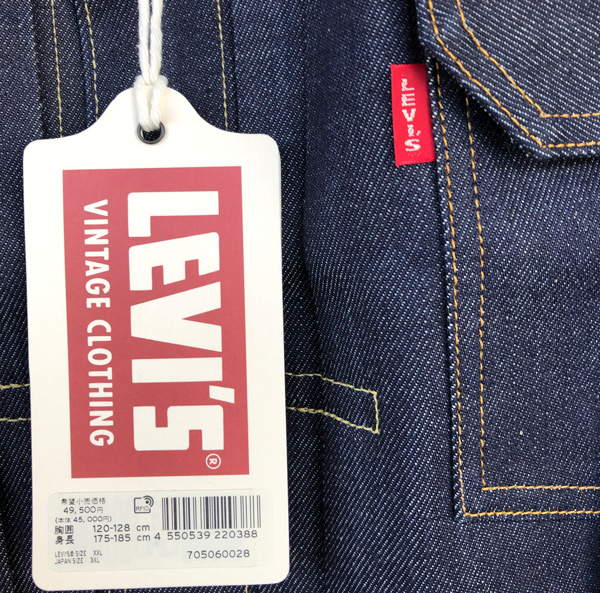 LEVI'S
LEVI'S®
VINTAGE CLOTHING
希望小売価格
49,500円
(本体 45,000円)
RFID
胸囲 120-128 cm
身長 175-185 cm
4 550539 220388
LEVI'S® SIZE XXL
JAPAN SIZE 3XL
705060028